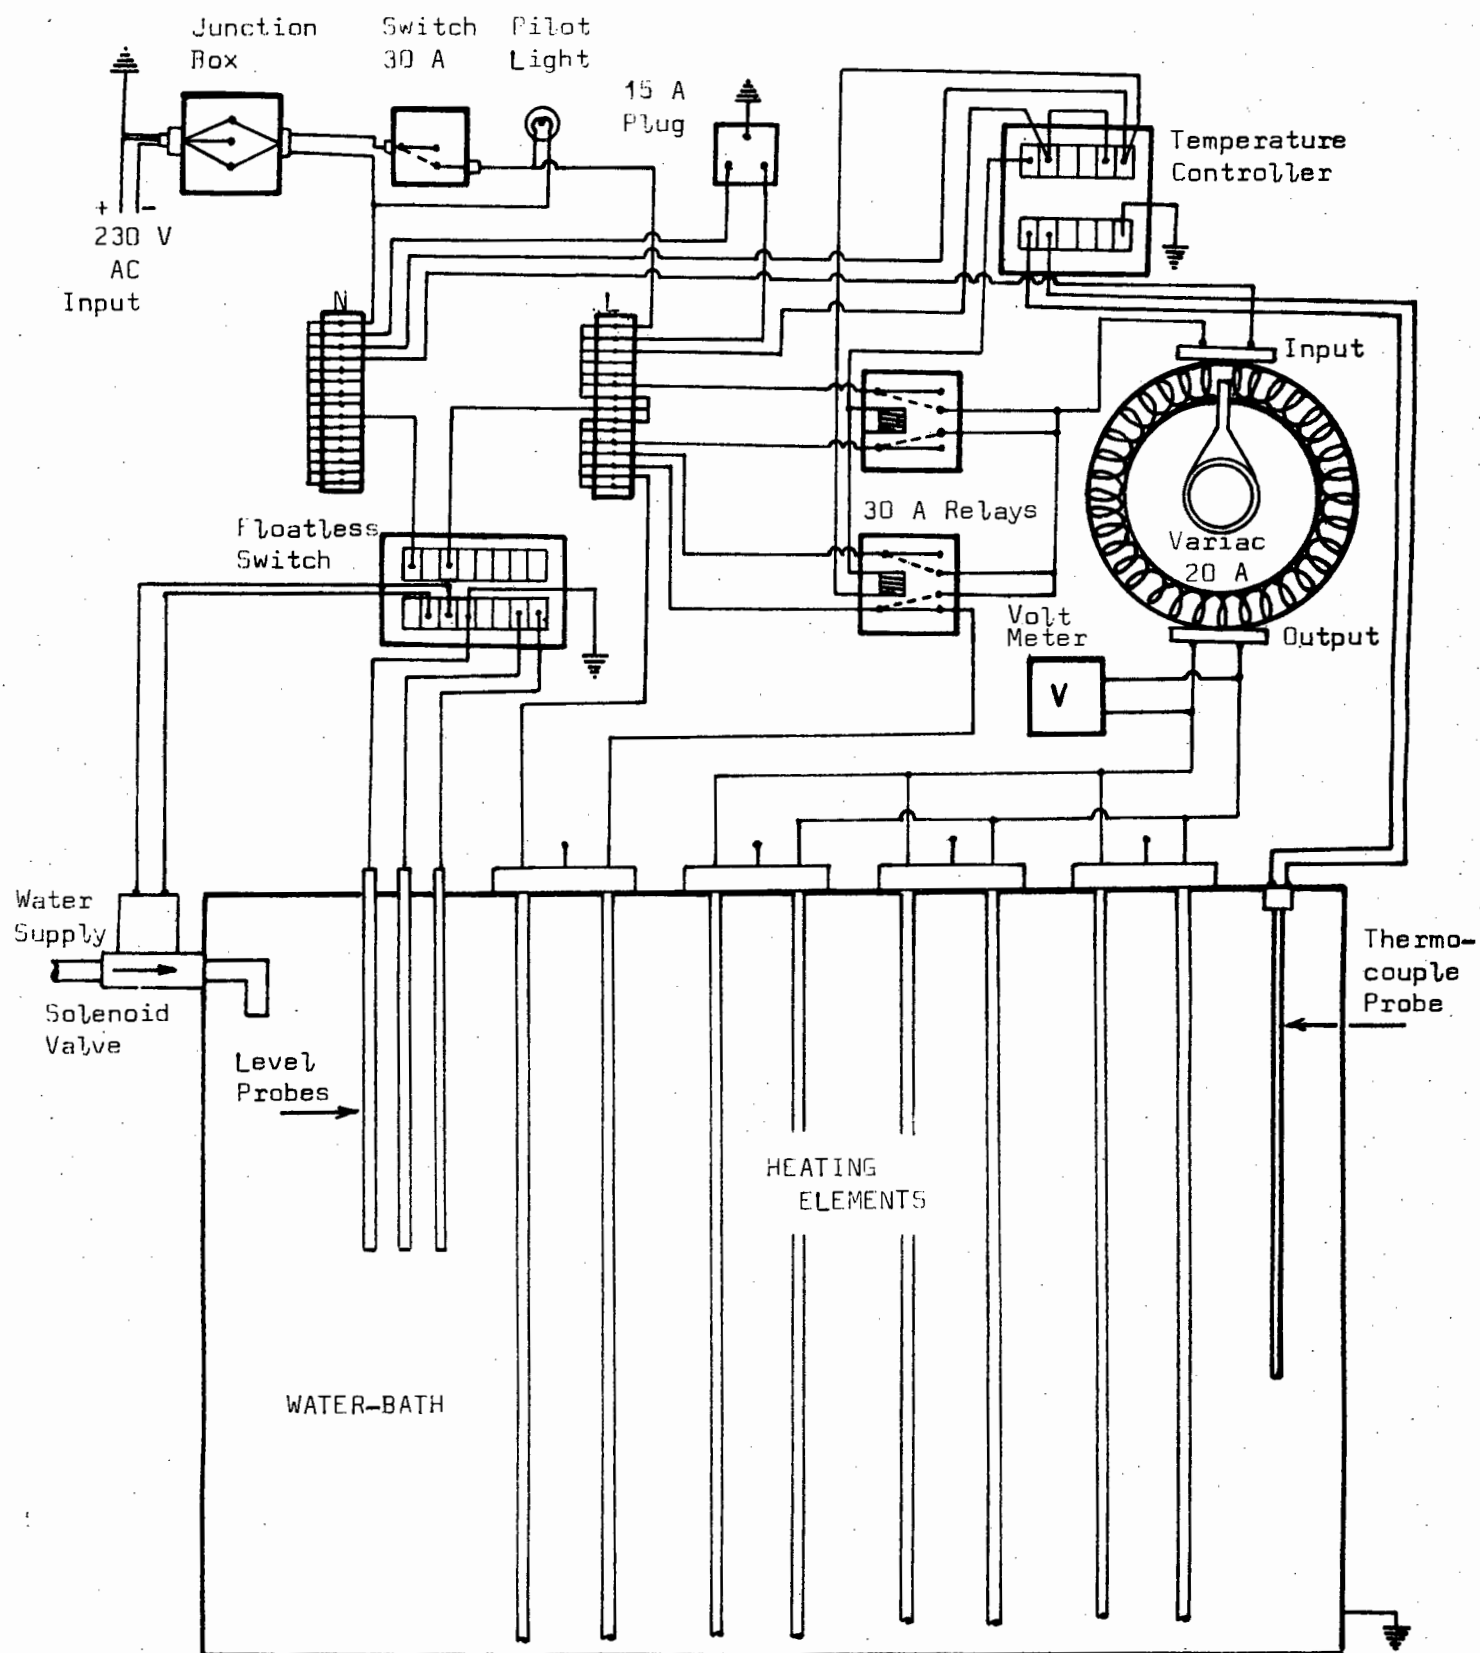 Junction
Box
Switch
30 A
Pilot
Light
15 A
Plug
Temperature
Controller
+ –
230 V
AC
Input
N
L
Input
30 A Relays
Floatless
Switch
Variac
20 A
Volt
Meter
Output
V
Water
Supply
Solenoid
Valve
Thermo-
couple
Probe
Level
Probes
HEATING
ELEMENTS
WATER-BATH